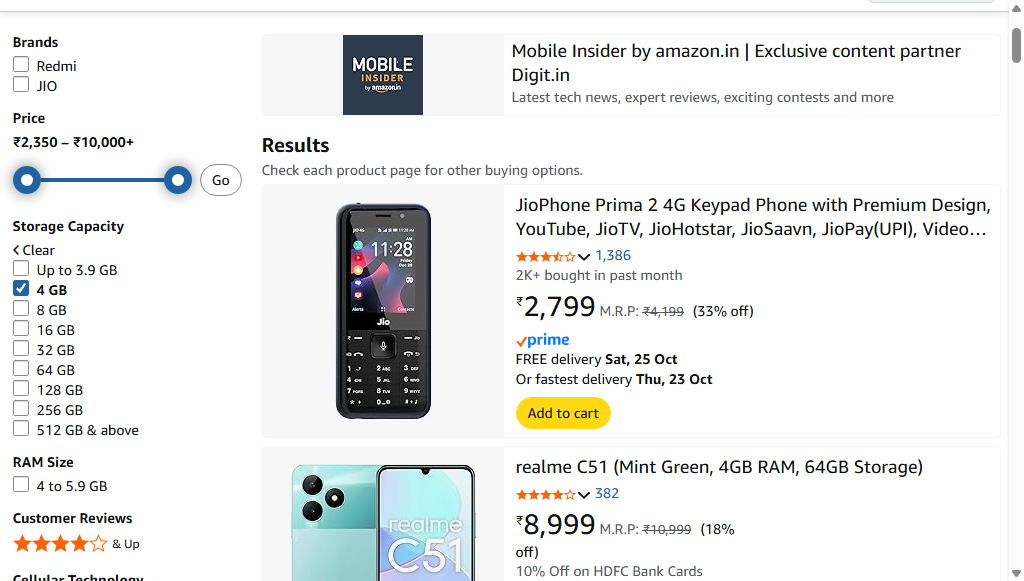 Brands
Redmi
JIO
Price
₹2,350 – ₹10,000+
Go
Storage Capacity
Clear
Up to 3.9 GB
4 GB
8 GB
16 GB
32 GB
64 GB
128 GB
256 GB
512 GB & above
RAM Size
4 to 5.9 GB
Customer Reviews
& Up
Cellular Technology
MOBILE
INSIDER
by amazon.in
Mobile Insider by amazon.in | Exclusive content partner
Digit.in
Latest tech news, expert reviews, exciting contests and more
Results
Check each product page for other buying options.
11:28
Jio
JioPhone Prima 2 4G Keypad Phone with Premium Design,
YouTube, JioTV, JioHotstar, JioSaavn, JioPay(UPI), Video…
1,386
2K+ bought in past month
₹2,799 M.R.P: ₹4,199 (33% off)
prime
FREE delivery Sat, 25 Oct
Or fastest delivery Thu, 23 Oct
Add to cart
realme
C51
realme C51 (Mint Green, 4GB RAM, 64GB Storage)
382
₹8,999 M.R.P: ₹10,999 (18%
off)
10% Off on HDFC Bank Cards